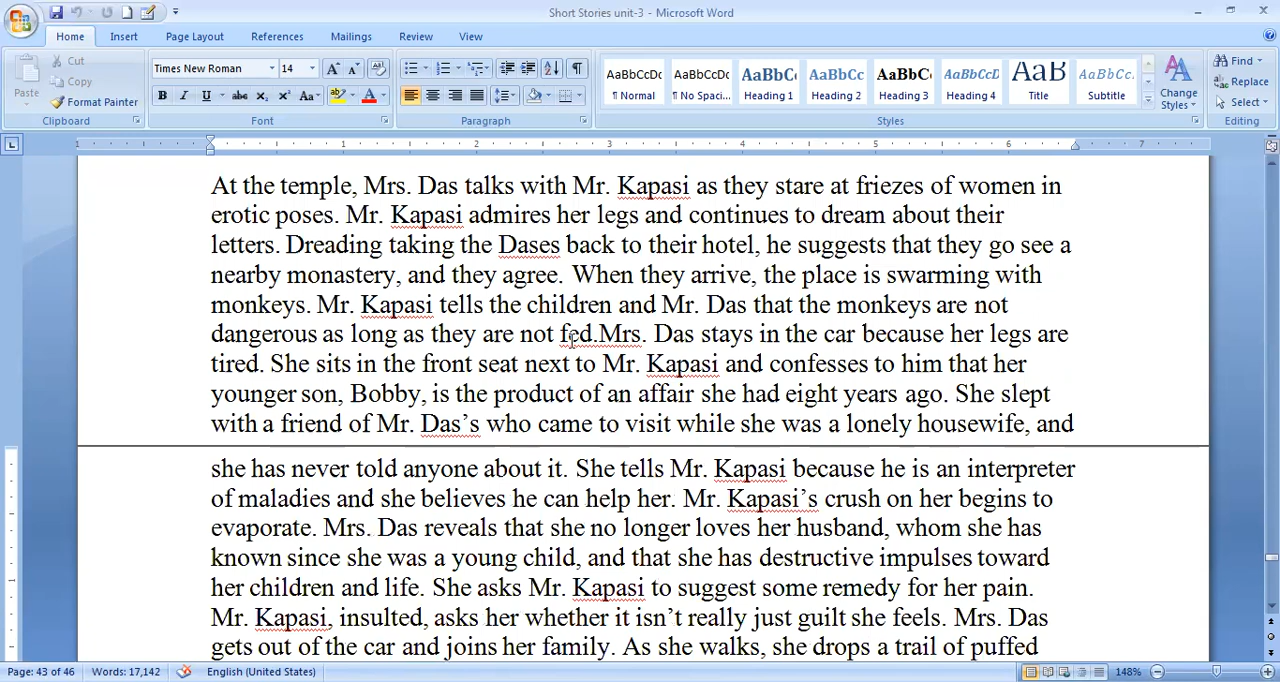 Short Stories unit-3 - Microsoft Word
Home Insert Page Layout References Mailings Review View
Cut
Copy
Format Painter
Paste
Clipboard
Times New Roman 14
Font
Paragraph
AaBbCcDc AaBbCcDc AaBbC AaBbCc AaBbCc AaBbCcD AaB AaBbCcD
¶ Normal ¶ No Spaci... Heading 1 Heading 2 Heading 3 Heading 4 Title Subtitle
Change Styles
Styles
Find
Replace
Select
Editing
1 1 2 3 4 5 6 7
At the temple, Mrs. Das talks with Mr. Kapasi as they stare at friezes of women in
erotic poses. Mr. Kapasi admires her legs and continues to dream about their
letters. Dreading taking the Dases back to their hotel, he suggests that they go see a
nearby monastery, and they agree. When they arrive, the place is swarming with
monkeys. Mr. Kapasi tells the children and Mr. Das that the monkeys are not
dangerous as long as they are not fed.Mrs. Das stays in the car because her legs are
tired. She sits in the front seat next to Mr. Kapasi and confesses to him that her
younger son, Bobby, is the product of an affair she had eight years ago. She slept
with a friend of Mr. Das’s who came to visit while she was a lonely housewife, and
she has never told anyone about it. She tells Mr. Kapasi because he is an interpreter
of maladies and she believes he can help her. Mr. Kapasi’s crush on her begins to
evaporate. Mrs. Das reveals that she no longer loves her husband, whom she has
known since she was a young child, and that she has destructive impulses toward
her children and life. She asks Mr. Kapasi to suggest some remedy for her pain.
Mr. Kapasi, insulted, asks her whether it isn’t really just guilt she feels. Mrs. Das
gets out of the car and joins her family. As she walks, she drops a trail of puffed
Page: 43 of 46 Words: 17,142 English (United States) 148%